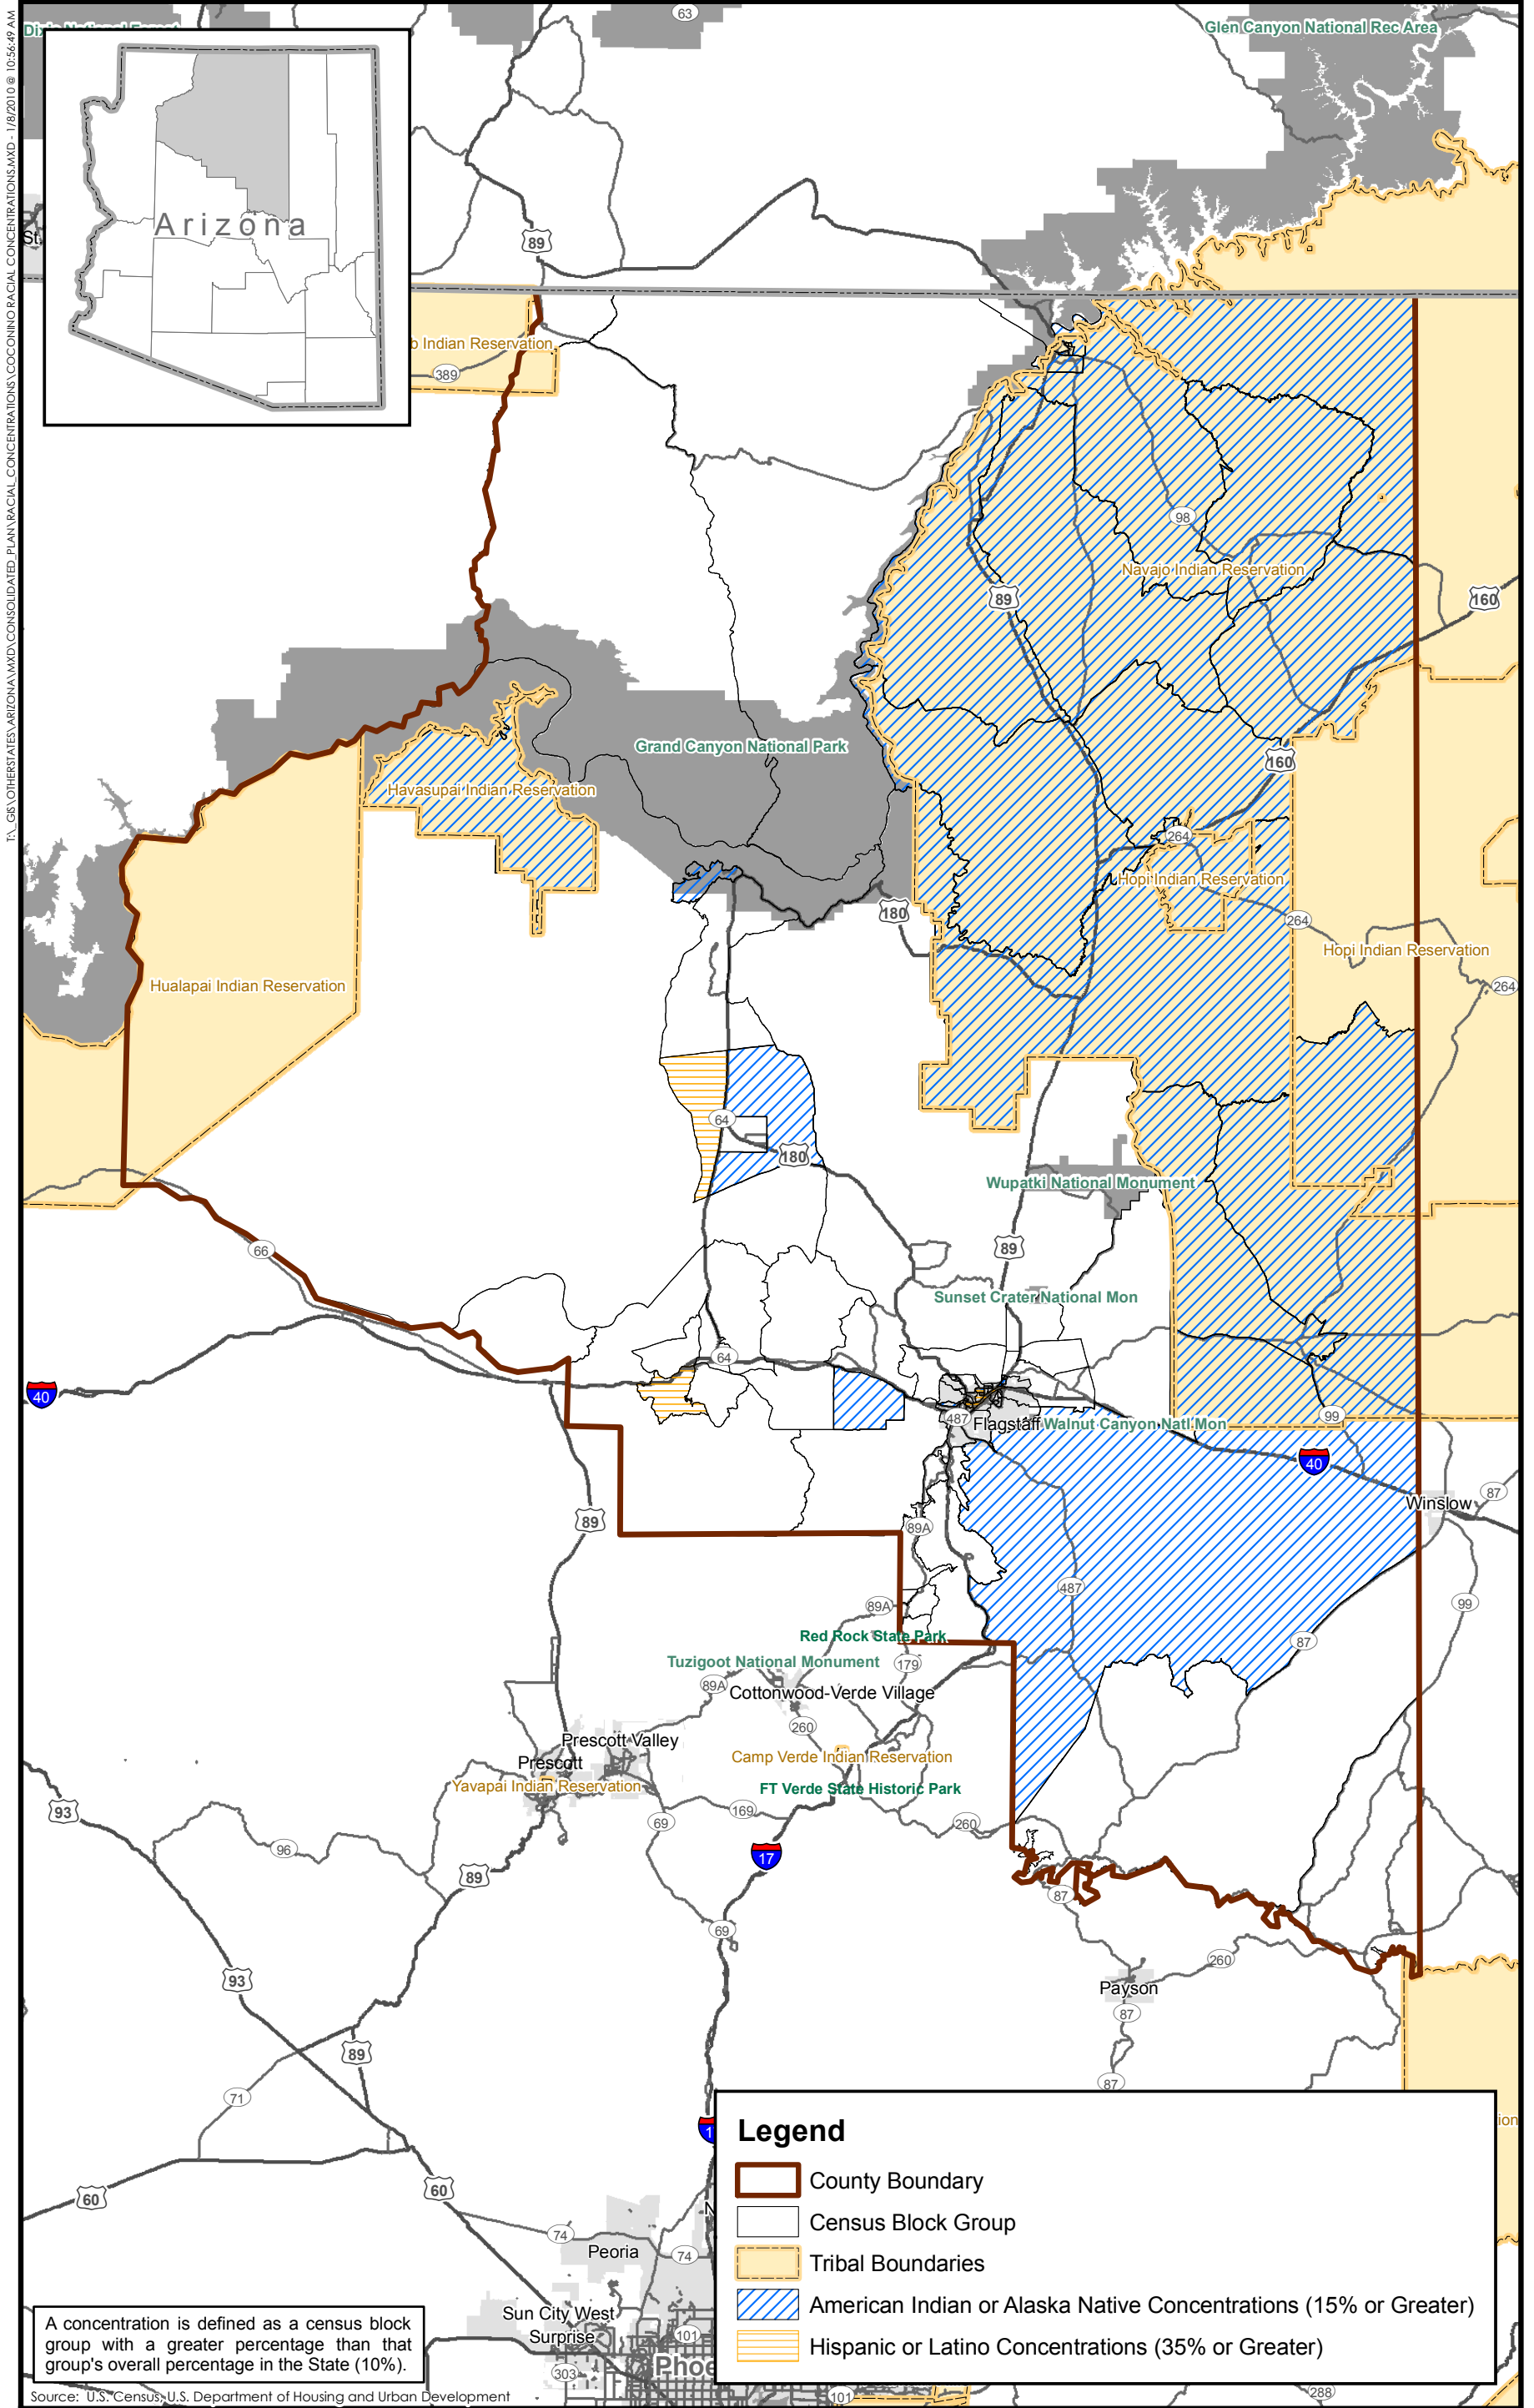 T:\_GIS\OTHERSTATES\ARIZONA\MXD\CONSOLIDATED_PLAN\RACIAL_CONCENTRATIONS\COCONINO RACIAL CONCENTRATIONS.MXD - 1/8/2010 @ 10:56:49 AM
Dixie National Forest
63
Glen Canyon National Rec Area
Arizona
St.
89
b Indian Reservation
389
98
Navajo Indian Reservation
89
160
Grand Canyon National Park
160
Havasupai Indian Reservation
264
Hopi Indian Reservation
180
264
Hopi Indian Reservation
Hualapai Indian Reservation
264
64
180
Wupatki National Monument
66
89
Sunset Crater National Mon
64
40
487
Flagstaff
Walnut Canyon Natl Mon
99
40
87
Winslow
89
89A
487
99
89A
Red Rock State Park
87
Tuzigoot National Monument
179
89A
Cottonwood-Verde Village
260
Prescott Valley
Prescott
Camp Verde Indian Reservation
Yavapai Indian Reservation
FT Verde State Historic Park
93
169
69
260
96
17
89
87
69
260
93
Payson
87
89
87
71
1
Legend
County Boundary
Census Block Group
Tribal Boundaries
American Indian or Alaska Native Concentrations (15% or Greater)
Hispanic or Latino Concentrations (35% or Greater)
ion
60
60
N
74
Peoria
74
Sun City West
Surprise
101
303
Phoe
101
288
A concentration is defined as a census block
group with a greater percentage than that
group's overall percentage in the State (10%).
Source: U.S. Census, U.S. Department of Housing and Urban Development